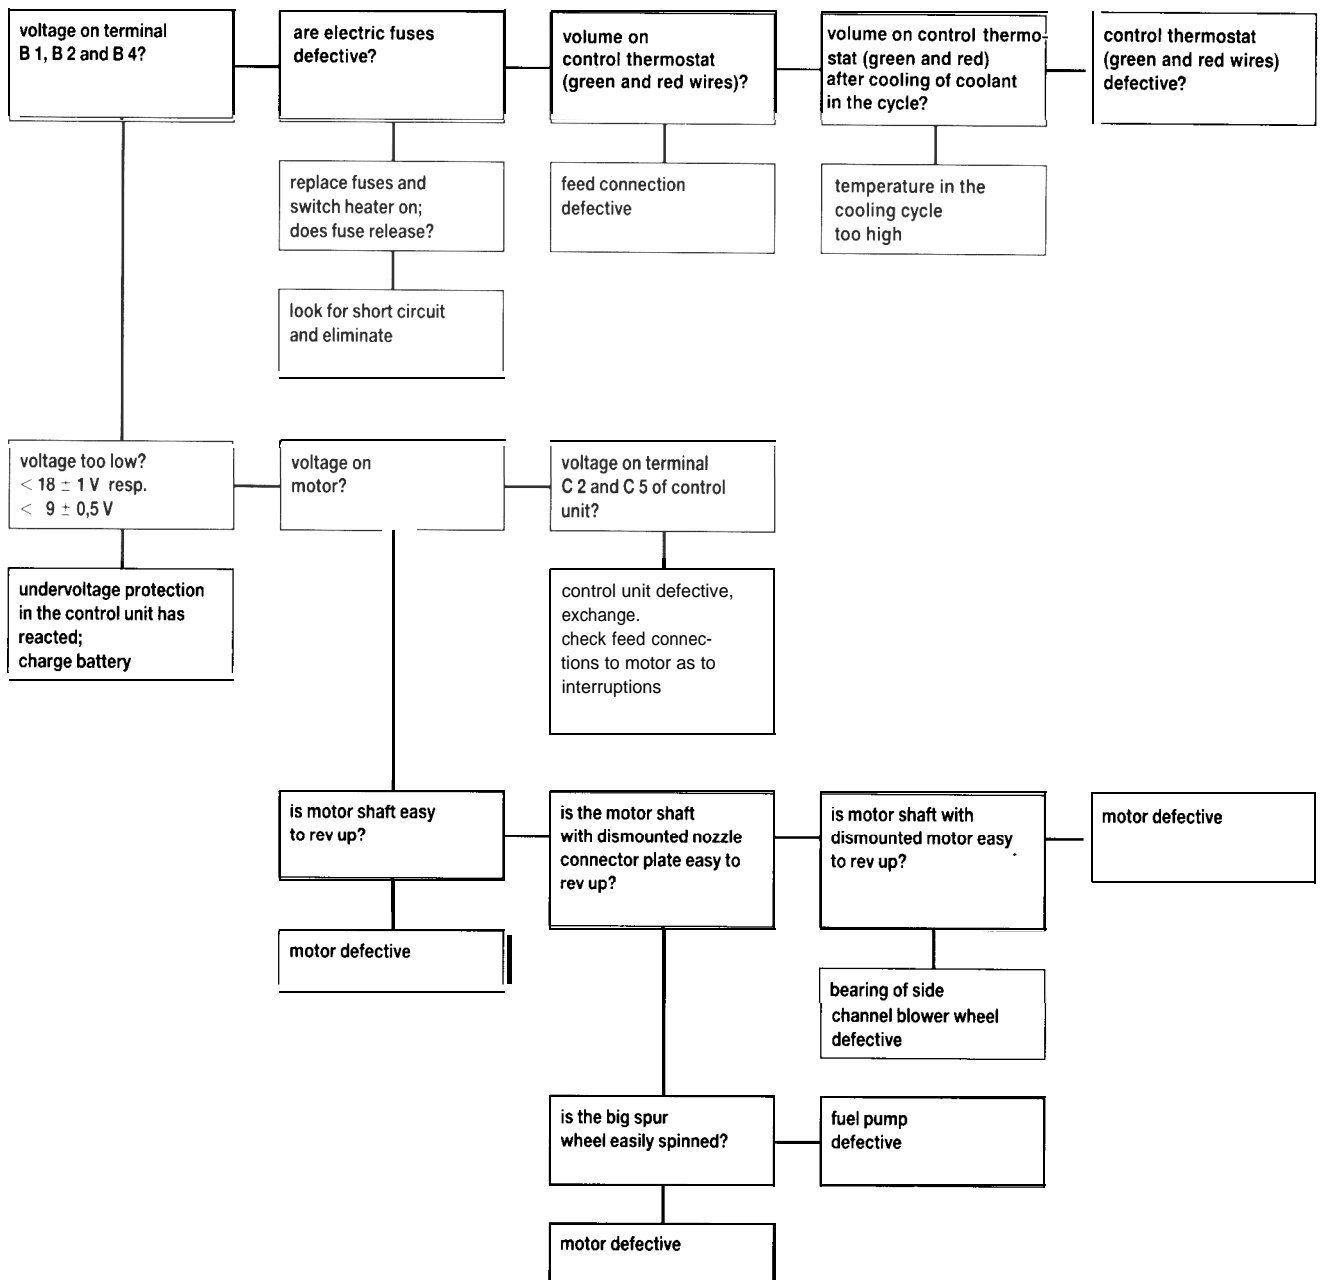 voltage on terminal
B 1, B 2 and B 4?
are electric fuses
defective?
volume on
control thermostat
(green and red wires)?
volume on control thermo-
stat (green and red)
after cooling of coolant
in the cycle?
control thermostat
(green and red wires)
defective?
replace fuses and
switch heater on;
does fuse release?
feed connection
defective
temperature in the
cooling cycle
too high
look for short circuit
and eliminate
voltage too low?
< 18 ± 1 V resp.
< 9 ± 0,5 V
voltage on
motor?
voltage on terminal
C 2 and C 5 of control
unit?
undervoltage protection
in the control unit has
reacted;
charge battery
control unit defective,
exchange.
check feed connec-
tions to motor as to
interruptions
is motor shaft easy
to rev up?
is the motor shaft
with dismounted nozzle
connector plate easy to
rev up?
is motor shaft with
dismounted motor easy
to rev up?
motor defective
motor defective
bearing of side
channel blower wheel
defective
is the big spur
wheel easily spinned?
fuel pump
defective
motor defective